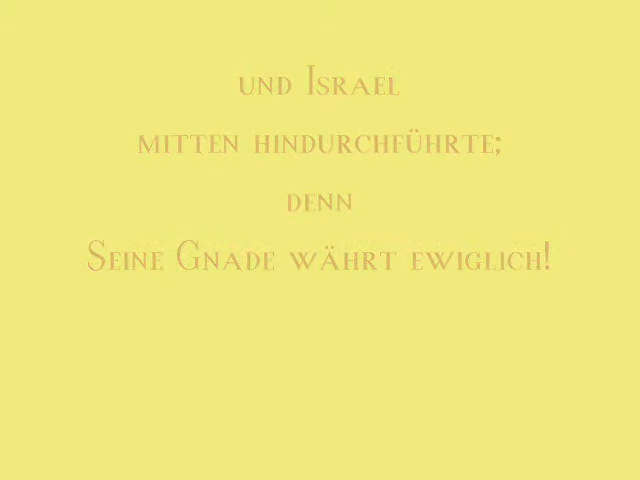 und Israel
mitten hindurchführte;
denn
Seine Gnade währt ewiglich!